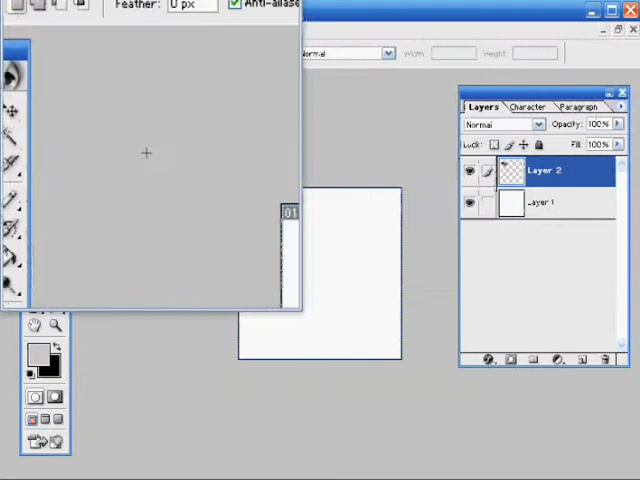 Feather: 0 px Anti-aliase
Normal Width: Height:
Layers Character Paragraph
Normal Opacity: 100%
Lock: Fill: 100%
Layer 2
Layer 1
01